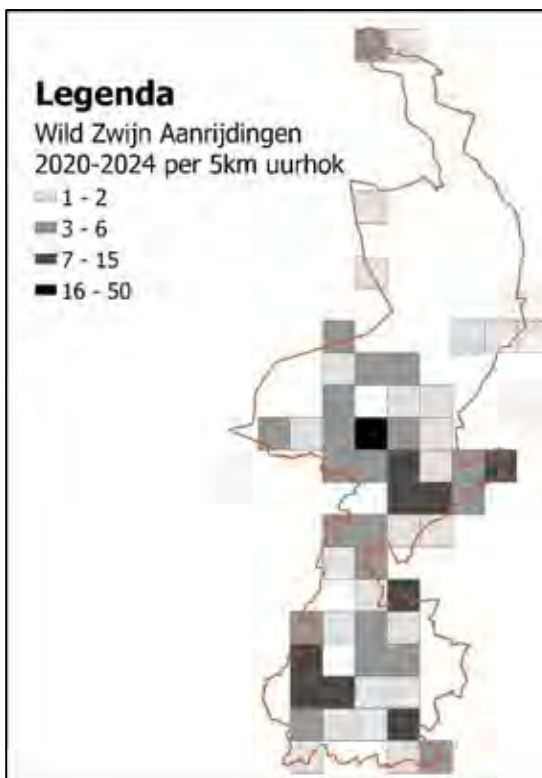 Legenda
Wild Zwijn Aanrijdingen
2020-2024 per 5km uurhok
1 - 2
3 - 6
7 - 15
16 - 50